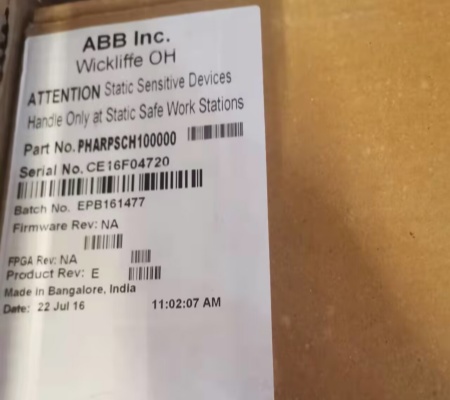 ABB Inc.
Wickliffe OH
ATTENTION Static Sensitive Devices
Handle Only at Static Safe Work Stations
Part No. PHARPSCH100000
Serial No. CE16F04720
Batch No. EPB161477
Firmware Rev: NA
FPGA Rev: NA
Product Rev: E
Made in Bangalore, India
Date: 22 Jul 16 11:02:07 AM